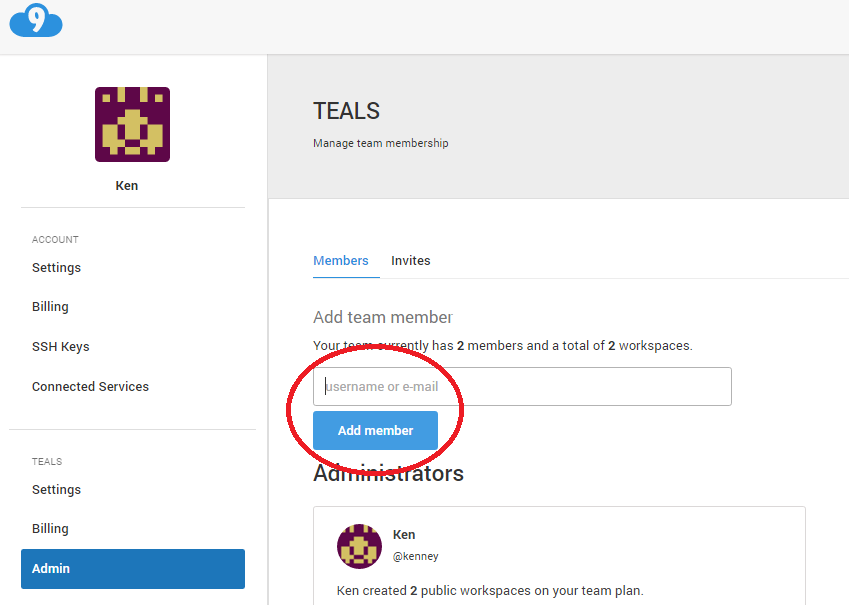 9
Ken
ACCOUNT
Settings
Billing
SSH Keys
Connected Services
TEALS
Settings
Billing
Admin
TEALS
Manage team membership
Members Invites
Add team member
Your team currently has 2 members and a total of 2 workspaces.
username or e-mail
Add member
Administrators
Ken
@kenney
Ken created 2 public workspaces on your team plan.